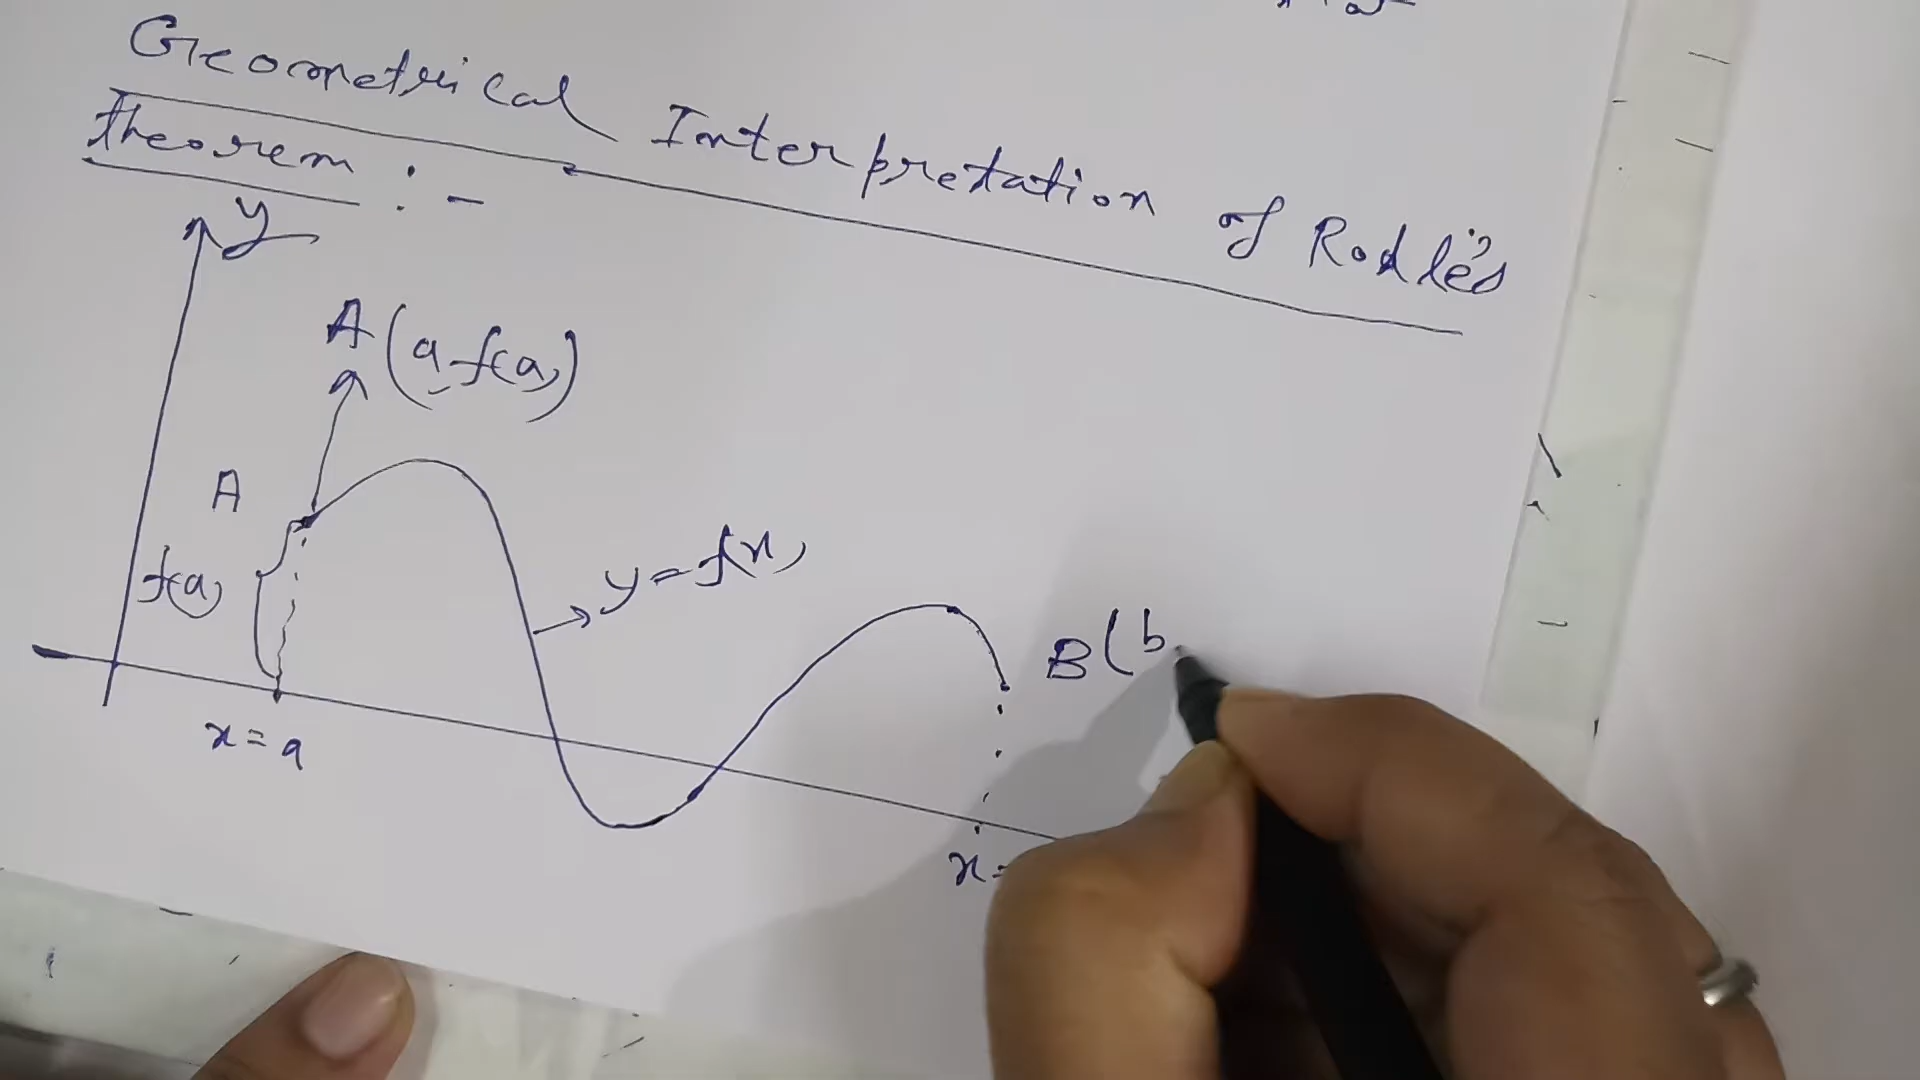 Geometrical Interpretation of Rolle's
theorem :-
y
A (a, f(a))
A
f(a)
y = f(x)
B (b,
x = a
x =